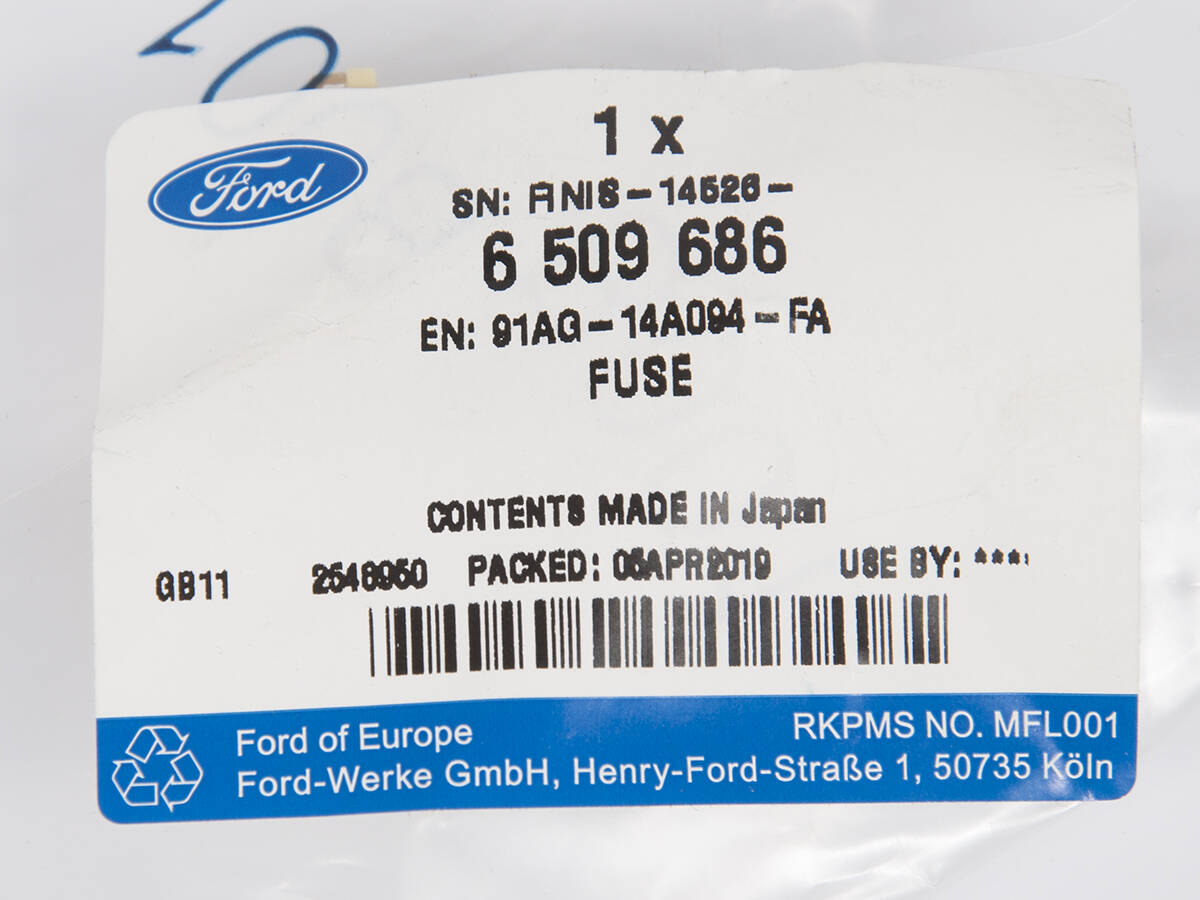 1 x
Ford
SN: FINIS-14526-
6 509 686
EN: 91AG-14A094-FA
FUSE
CONTENTS MADE IN Japan
GB11 2546950 PACKED: 05APR2019 USE BY: ****
Ford of Europe RKPMS NO. MFL001
Ford-Werke GmbH, Henry-Ford-Straße 1, 50735 Köln